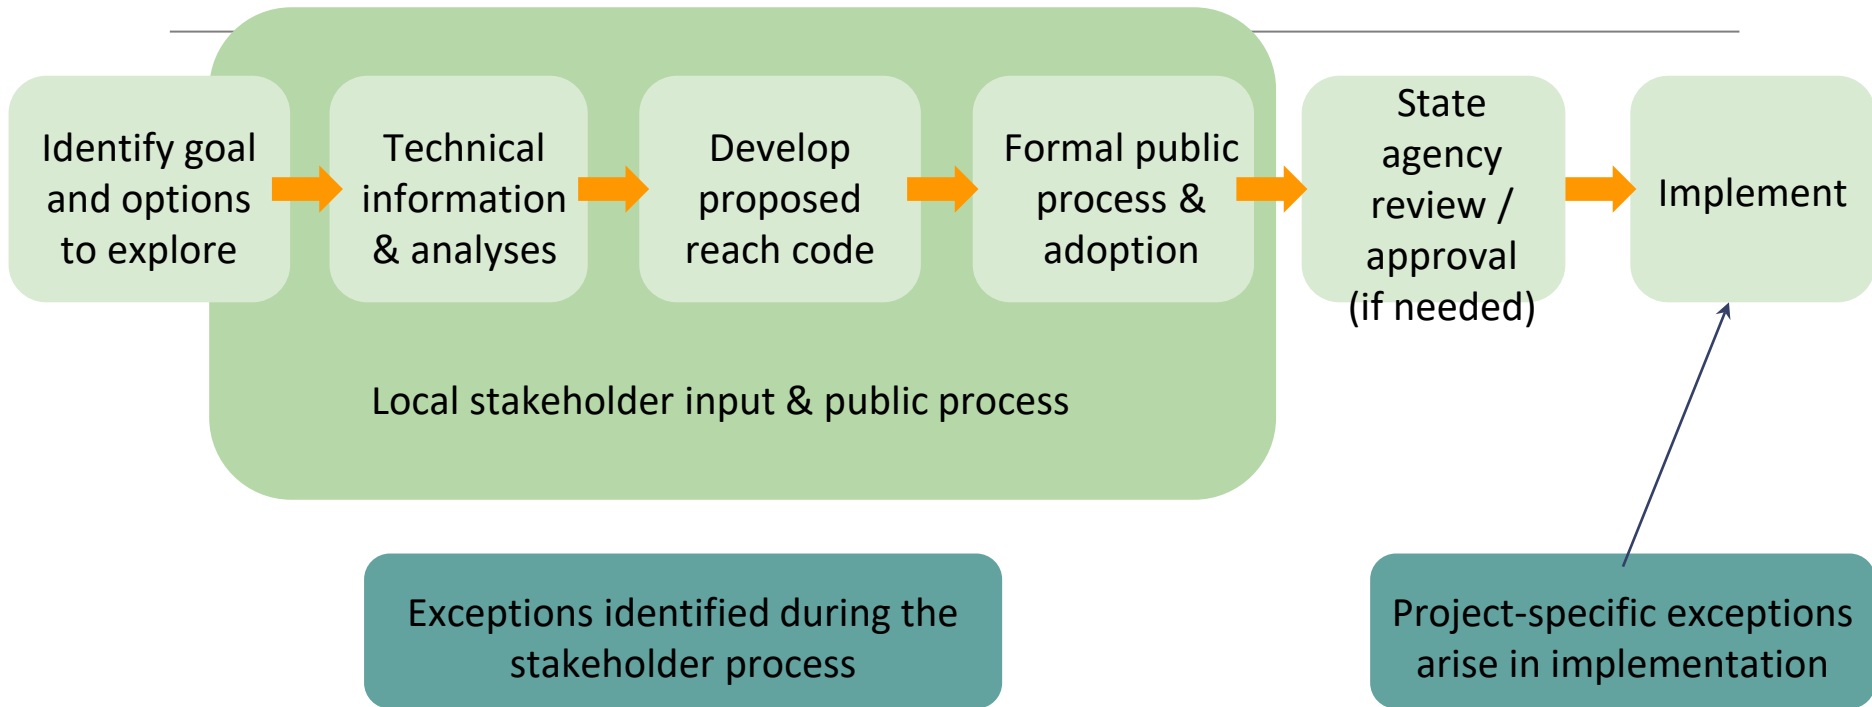 Identify goal
and options
to explore
Technical
information
& analyses
Develop
proposed
reach code
Formal public
process &
adoption
State
agency
review /
approval
(if needed)
Implement
Local stakeholder input & public process
Exceptions identified during the
stakeholder process
Project-specific exceptions
arise in implementation